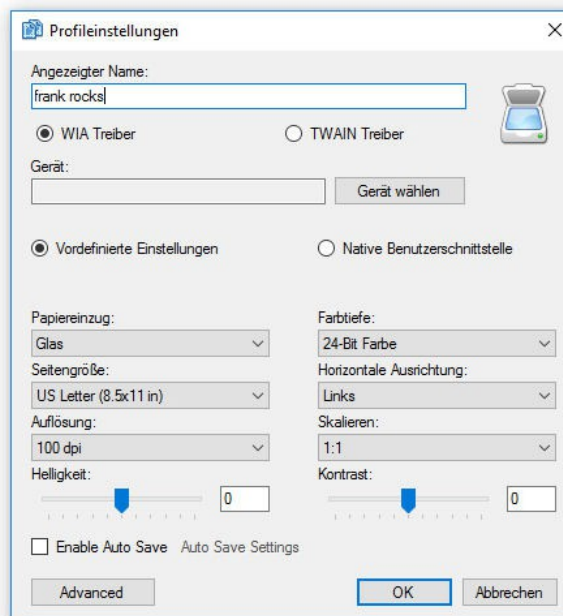 Profileinstellungen
Angezeigter Name:
frank rocks
WIA Treiber TWAIN Treiber
Gerät:
Gerät wählen
Vordefinierte Einstellungen Native Benutzerschnittstelle
Papiereinzug: Farbtiefe:
Glas 24-Bit Farbe
Seitengröße: Horizontale Ausrichtung:
US Letter (8.5x11 in) Links
Auflösung: Skalieren:
100 dpi 1:1
Helligkeit: Kontrast:
0 0
Enable Auto Save Auto Save Settings
Advanced OK Abbrechen